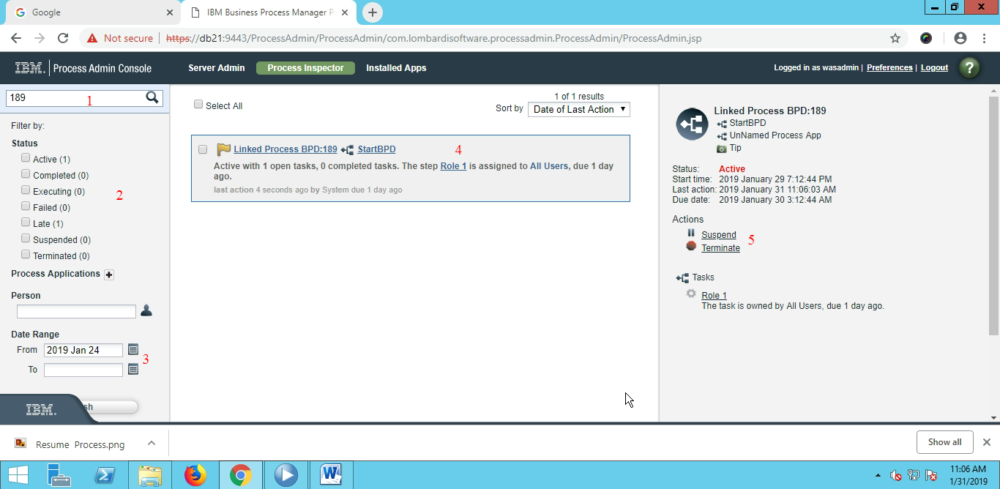 Google
IBM Business Process Manager P
Not secure
https://db21:9443/ProcessAdmin/ProcessAdmin/com.lombardisoftware.processadmin.ProcessAdmin/ProcessAdmin.jsp
IBM. Process Admin Console
Server Admin
Process Inspector
Installed Apps
Logged in as wasadmin | Preferences | Logout
?
189
1
Filter by:
Status
Active (1)
Completed (0)
Executing (0)
2
Failed (0)
Late (1)
Suspended (0)
Terminated (0)
Process Applications
Person
Date Range
From 2019 Jan 24
3
To
IBM.
sh
Select All
1 of 1 results
Sort by Date of Last Action
Linked Process BPD:189 StartBPD
4
Active with 1 open tasks, 0 completed tasks. The step Role 1 is assigned to All Users, due 1 day
ago.
last action 4 seconds ago by System due 1 day ago
Linked Process BPD:189
StartBPD
UnNamed Process App
Tip
Status: Active
Start time: 2019 January 29 7:12:44 PM
Last action: 2019 January 31 11:06:03 AM
Due date: 2019 January 30 3:12:44 AM
Actions
Suspend
5
Terminate
Tasks
Role 1
The task is owned by All Users, due 1 day ago.
Resume Process.png
Show all
11:06 AM
1/31/2019